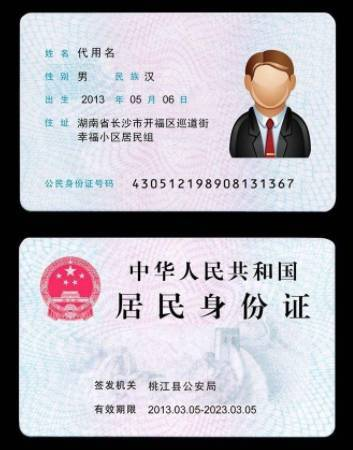 姓名 代用名
性别 男 民族 汉
出生 2013 年 05 月 06 日
住址 湖南省长沙市开福区巡道街
幸福小区居民组
公民身份证号码 430512198908131367
中华人民共和国
居民身份证
签发机关 桃江县公安局
有效期限 2013.03.05-2023.03.05